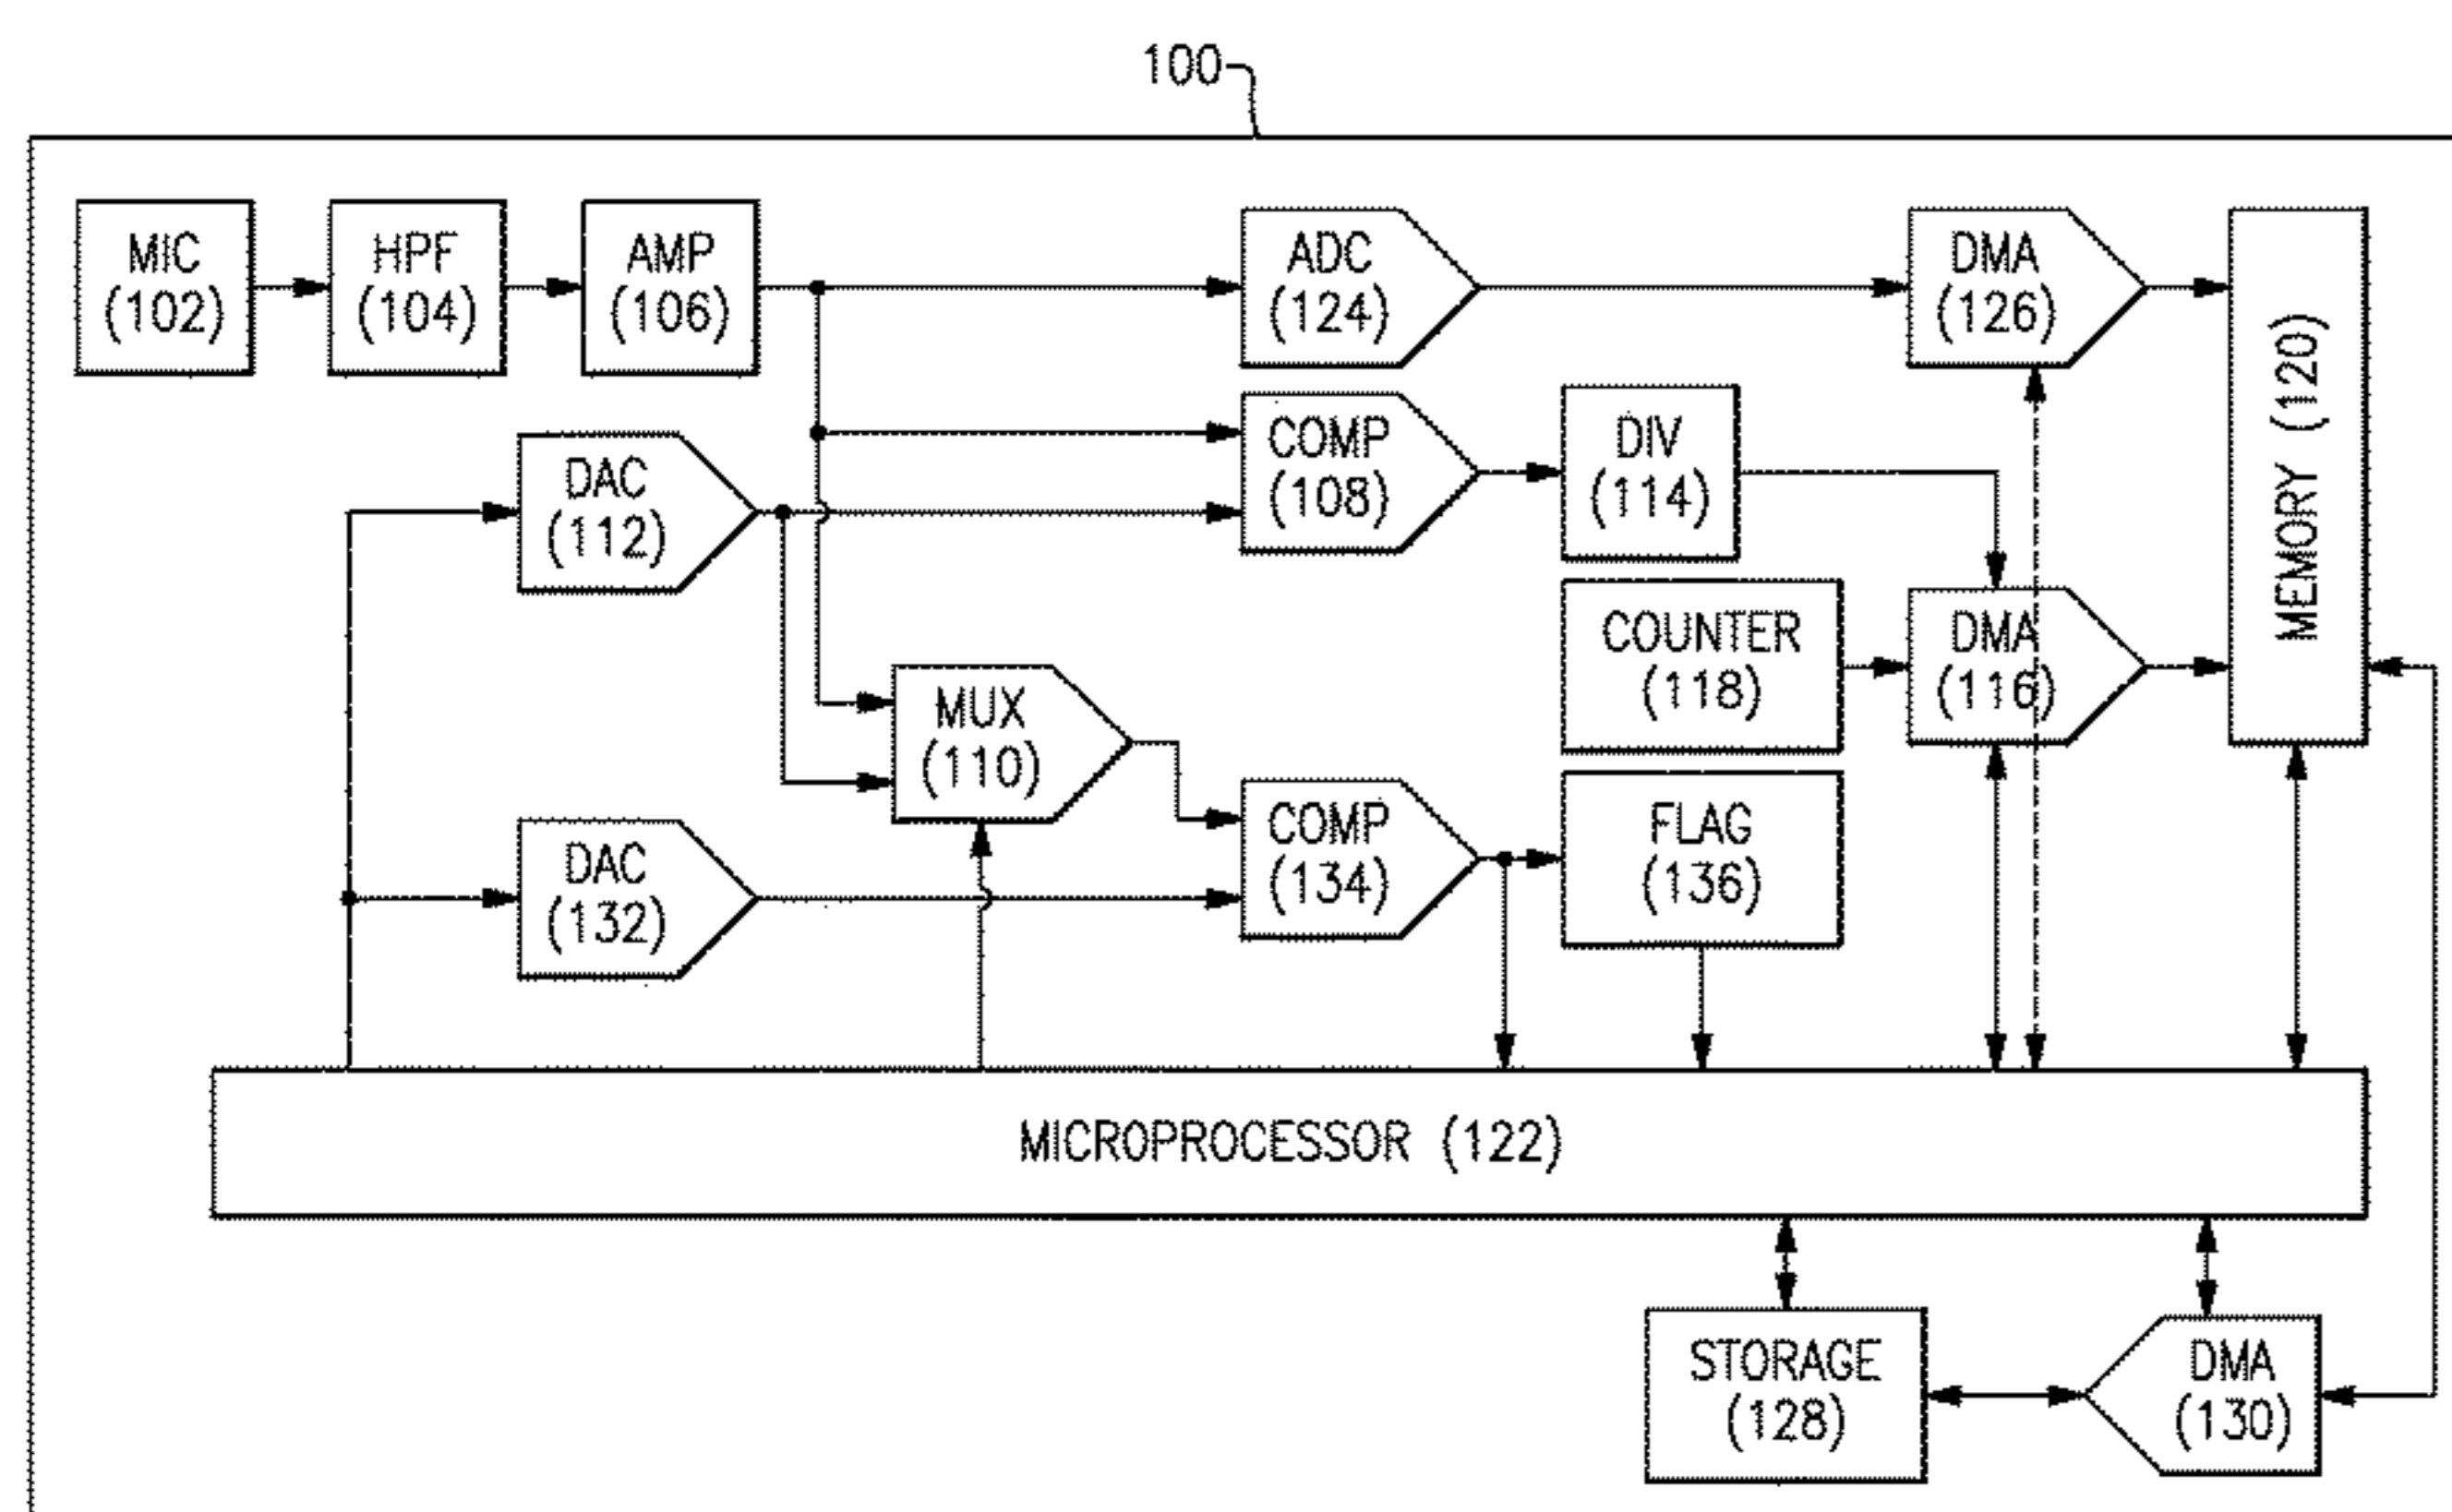 100
MIC
(102)
HPF
(104)
AMP
(106)
ADC
(124)
DMA
(126)
MEMORY (120)
DAC
(112)
COMP
(108)
DIV
(114)
COUNTER
(118)
DMA
(116)
MUX
(110)
DAC
(132)
COMP
(134)
FLAG
(136)
MICROPROCESSOR (122)
STORAGE
(128)
DMA
(130)